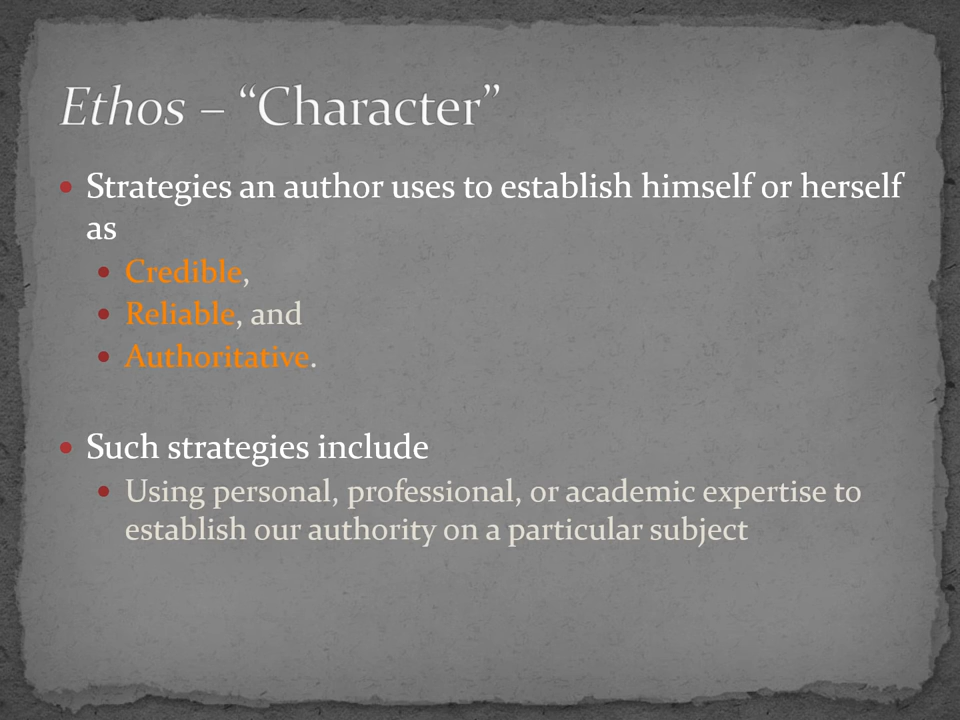 Ethos – “Character”
• Strategies an author uses to establish himself or herself
as
• Credible,
• Reliable, and
• Authoritative.
• Such strategies include
• Using personal, professional, or academic expertise to
establish our authority on a particular subject